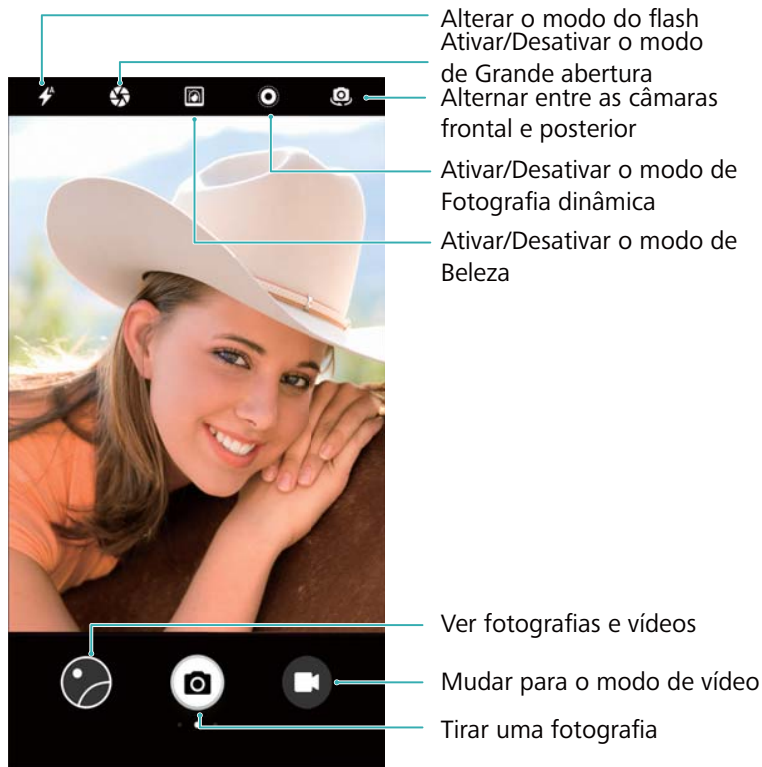 Alterar o modo do flash
Ativar/Desativar o modo
de Grande abertura
Alternar entre as câmaras
frontal e posterior
Ativar/Desativar o modo de
Fotografia dinâmica
Ativar/Desativar o modo de
Beleza
Ver fotografias e vídeos
Mudar para o modo de vídeo
Tirar uma fotografia